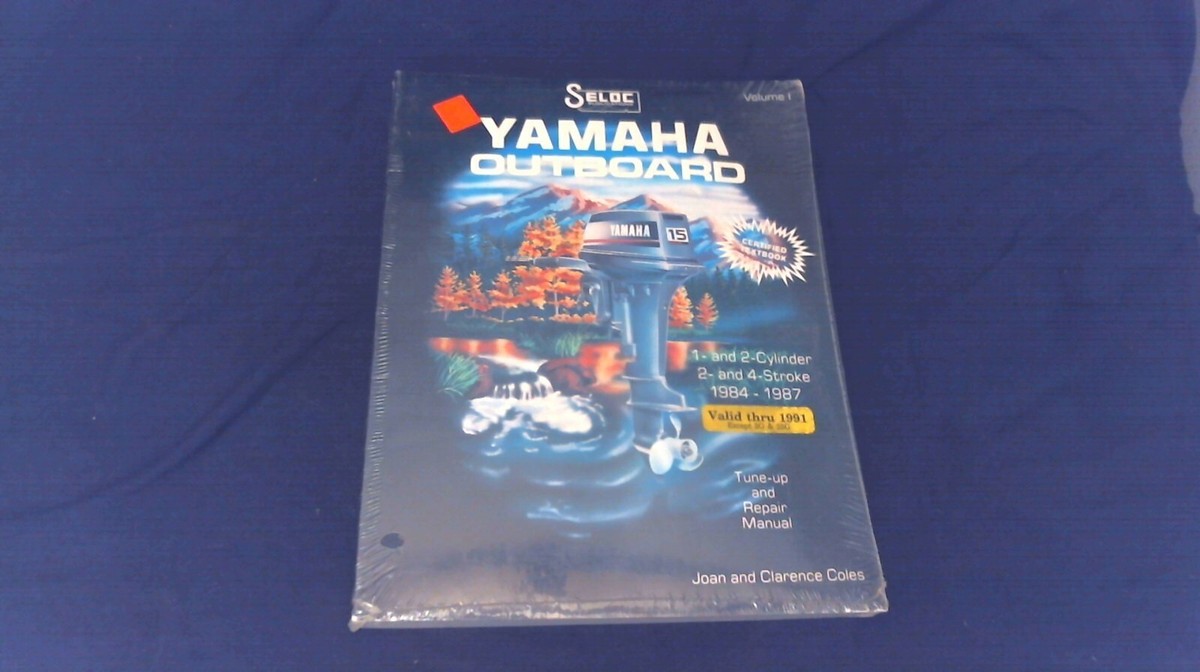 SELOC
Volume I
YAMAHA
OUTBOARD
YAMAHA 15
CERTIFIED
TEXTBOOK
1- and 2-Cylinder
2- and 4-Stroke
1984 - 1987
Valid thru 1991
Tune-up
and
Repair
Manual
Joan and Clarence Coles